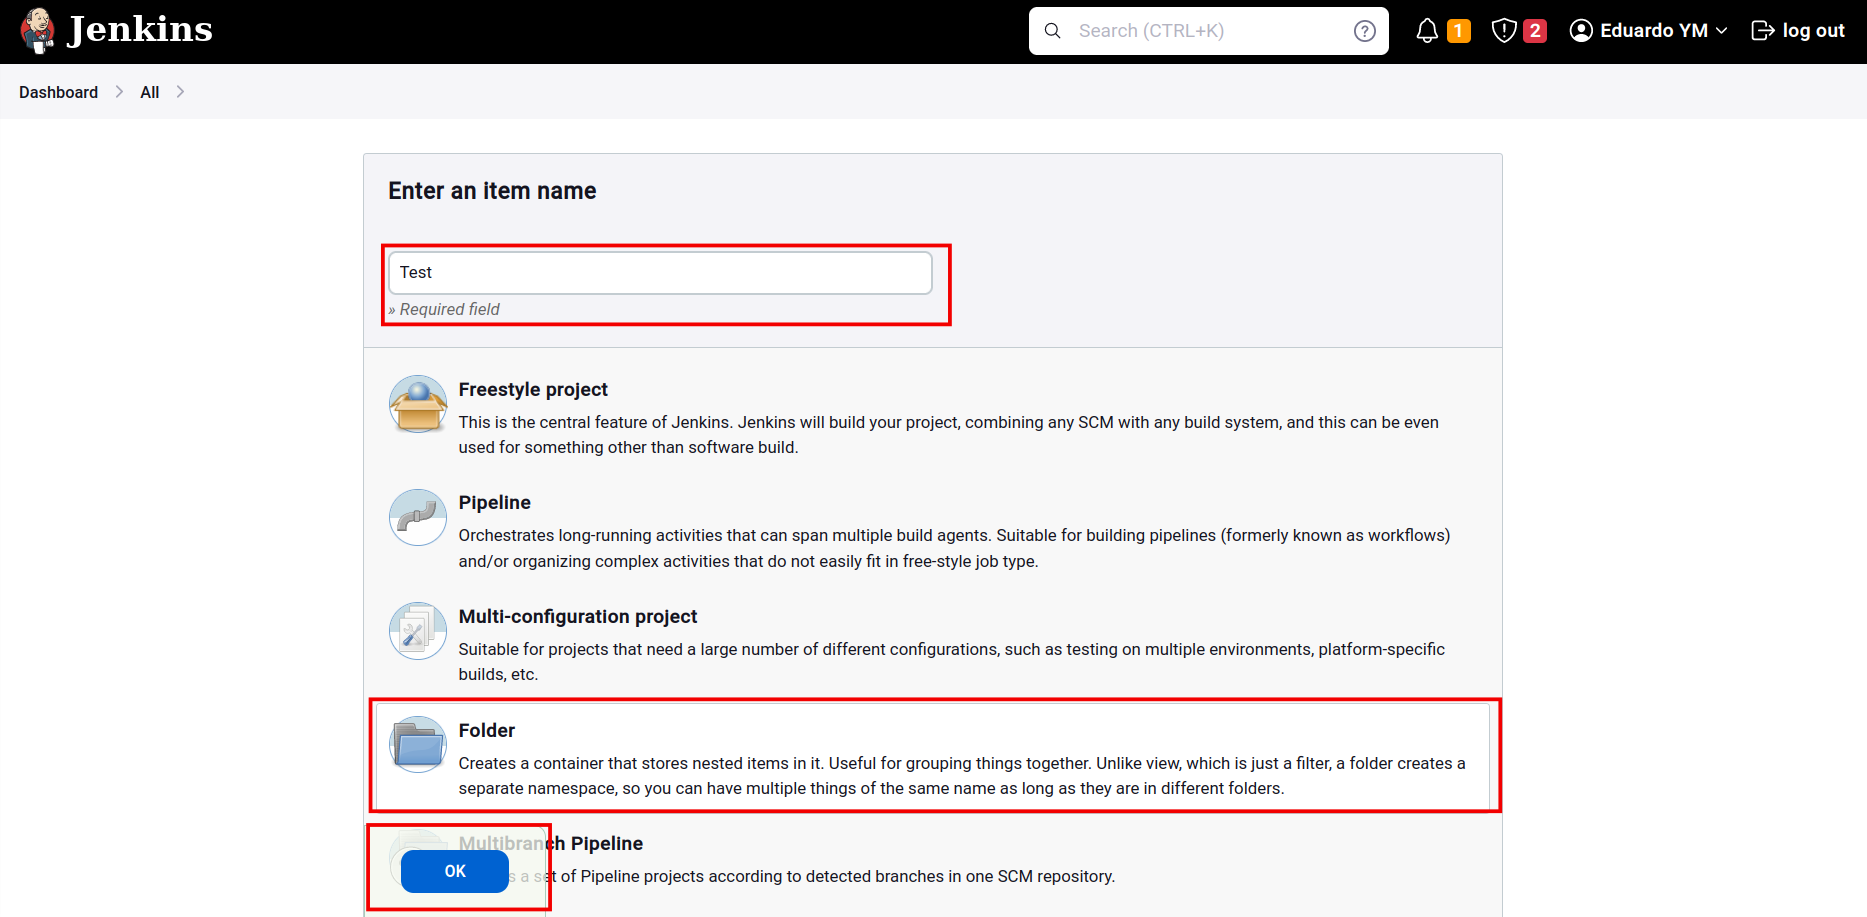 Jenkins
Search (CTRL+K)
?
1
2
Eduardo YM
log out
Dashboard
All
Enter an item name
Test
» Required field
Freestyle project
This is the central feature of Jenkins. Jenkins will build your project, combining any SCM with any build system, and this can be even
used for something other than software build.
Pipeline
Orchestrates long-running activities that can span multiple build agents. Suitable for building pipelines (formerly known as workflows)
and/or organizing complex activities that do not easily fit in free-style job type.
Multi-configuration project
Suitable for projects that need a large number of different configurations, such as testing on multiple environments, platform-specific
builds, etc.
Folder
Creates a container that stores nested items in it. Useful for grouping things together. Unlike view, which is just a filter, a folder creates a
separate namespace, so you can have multiple things of the same name as long as they are in different folders.
Multibranch Pipeline
OK
s a set of Pipeline projects according to detected branches in one SCM repository.